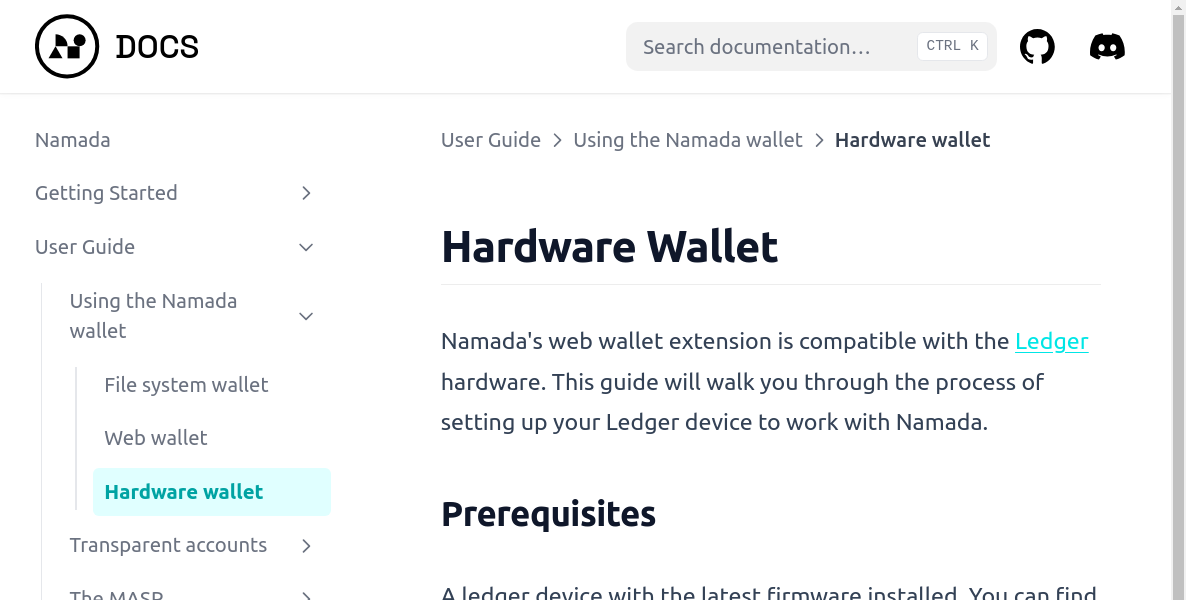 DOCS
Search documentation…
CTRL K
Namada
Getting Started
User Guide
Using the Namada
wallet
File system wallet
Web wallet
Hardware wallet
Transparent accounts
The MASP
User Guide
Using the Namada wallet
Hardware wallet
Hardware Wallet
Namada's web wallet extension is compatible with the Ledger
hardware. This guide will walk you through the process of
setting up your Ledger device to work with Namada.
Prerequisites
A ledger device with the latest firmware installed. You can find